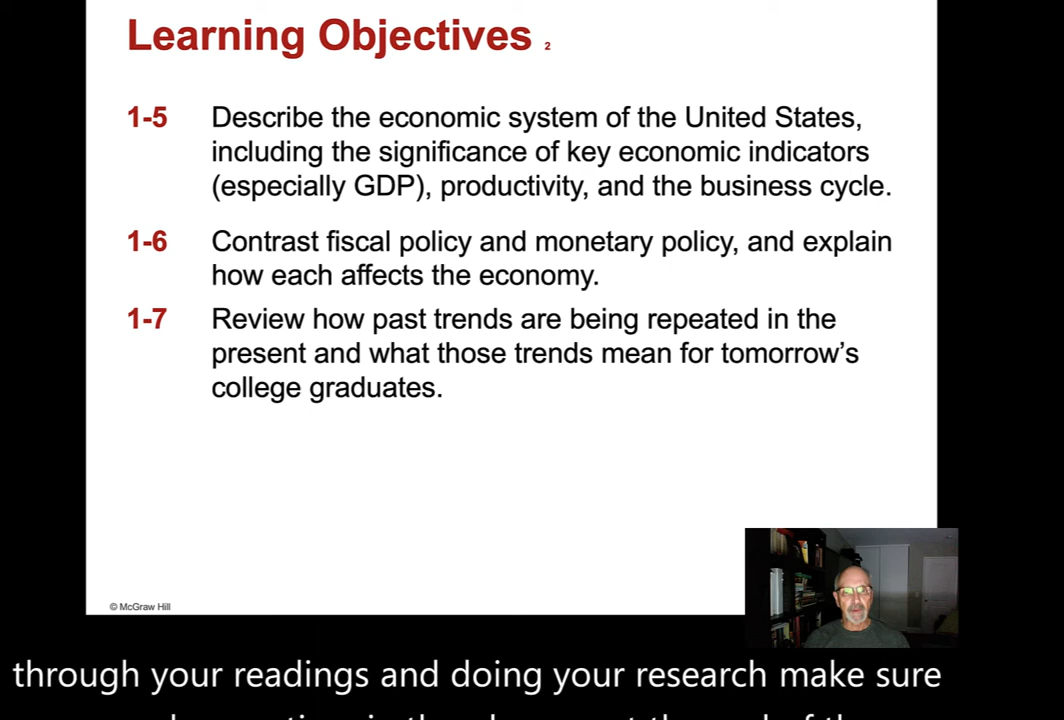 Learning Objectives 2
1-5 Describe the economic system of the United States,
including the significance of key economic indicators
(especially GDP), productivity, and the business cycle.
1-6 Contrast fiscal policy and monetary policy, and explain
how each affects the economy.
1-7 Review how past trends are being repeated in the
present and what those trends mean for tomorrow’s
college graduates.
© McGraw Hill
through your readings and doing your research make sure